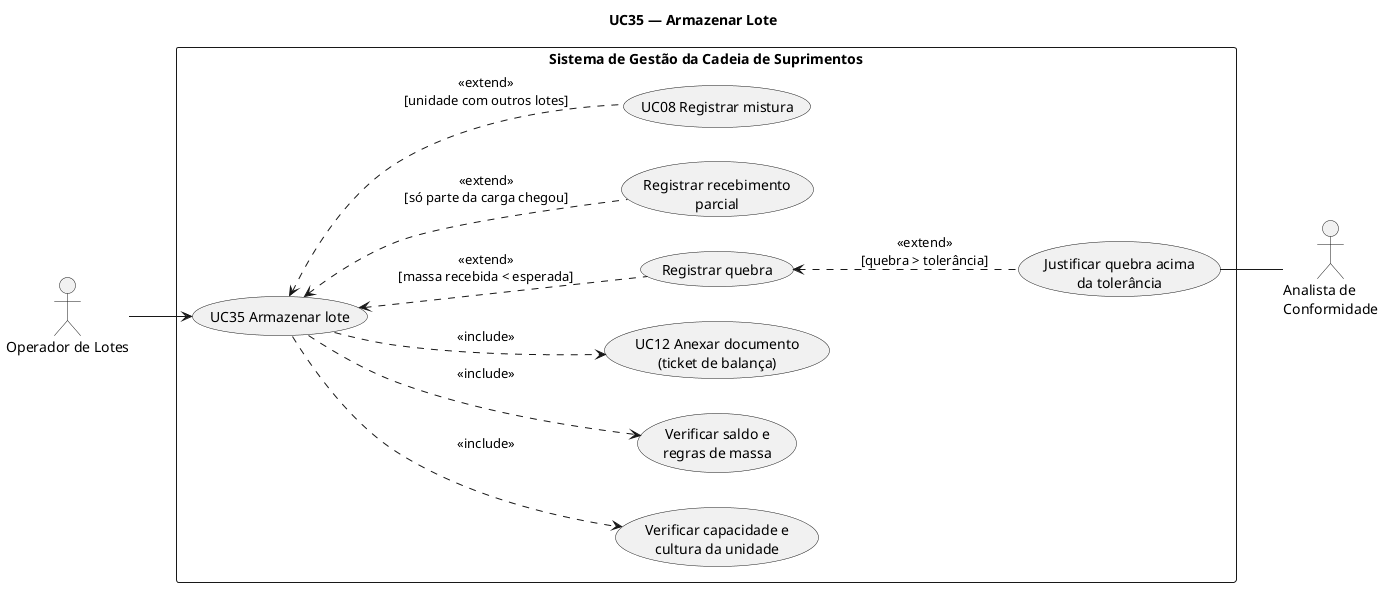 UC35 — Armazenar Lote
Sistema de Gestão da Cadeia de Suprimentos
«extend»
[unidade com outros lotes]
UC08 Registrar mistura
«extend»
[só parte da carga chegou]
Registrar recebimento
parcial
«extend»
[massa recebida < esperada]
Registrar quebra
«extend»
[quebra > tolerância]
Justificar quebra acima
da tolerância
Analista de
Conformidade
Operador de Lotes
UC35 Armazenar lote
«include»
UC12 Anexar documento
(ticket de balança)
«include»
Verificar saldo e
regras de massa
«include»
Verificar capacidade e
cultura da unidade